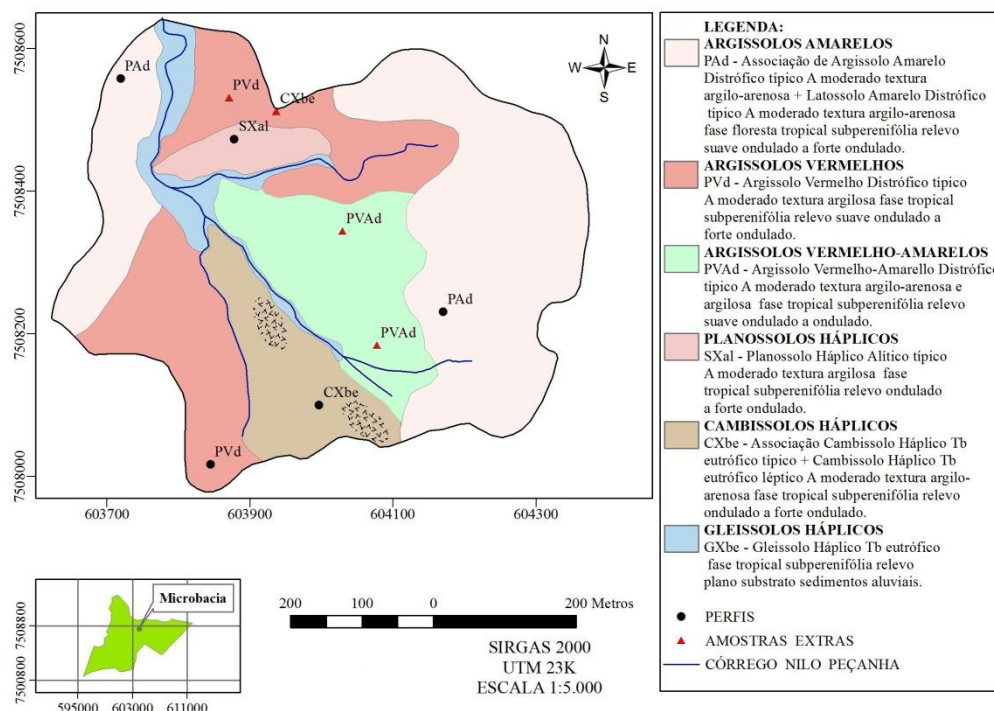 7508600
7508400
7508200
7508000
603700
603900
604100
604300
N
W
E
S
PAd
PVd
CXbe
SXal
PVAd
PAd
PVAd
CXbe
PVd
Microbacia
7508800
7500800
595000
603000
611000
200
100
0
200 Metros
SIRGAS 2000
UTM 23K
ESCALA 1:5.000
LEGENDA:
ARGISSOLOS AMARELOS
PAd - Associação de Argissolo Amarelo
Distrófico típico A moderado textura
argilo-arenosa + Latossolo Amarelo Distrófico
típico A moderado textura argilo-arenosa
fase floresta tropical subperenifólia relevo
suave ondulado a forte ondulado.
ARGISSOLOS VERMELHOS
PVd - Argissolo Vermelho Distrófico típico
A moderado textura argilosa fase tropical
subperenifólia relevo suave ondulado a
forte ondulado.
ARGISSOLOS VERMELHO-AMARELOS
PVAd - Argissolo Vermelho-Amarello Distrófico
típico A moderado textura argilo-arenosa e
argilosa fase tropical subperenifólia relevo
suave ondulado a ondulado.
PLANOSSOLOS HÁPLICOS
SXal - Planossolo Háplico Alítico típico
A moderado textura argilosa fase
tropical subperenifólia relevo ondulado
a forte ondulado.
CAMBISSOLOS HÁPLICOS
CXbe - Associação Cambissolo Háplico Tb
eutrófico típico + Cambissolo Háplico Tb
eutrófico léptico A moderado textura argilo-
arenosa fase tropical subperenifólia relevo
ondulado a forte ondulado.
GLEISSOLOS HÁPLICOS
GXbe - Gleissolo Háplico Tb eutrófico
fase tropical subperenifólia relevo
plano substrato sedimentos aluviais.
PERFIS
AMOSTRAS EXTRAS
CÓRREGO NILO PEÇANHA